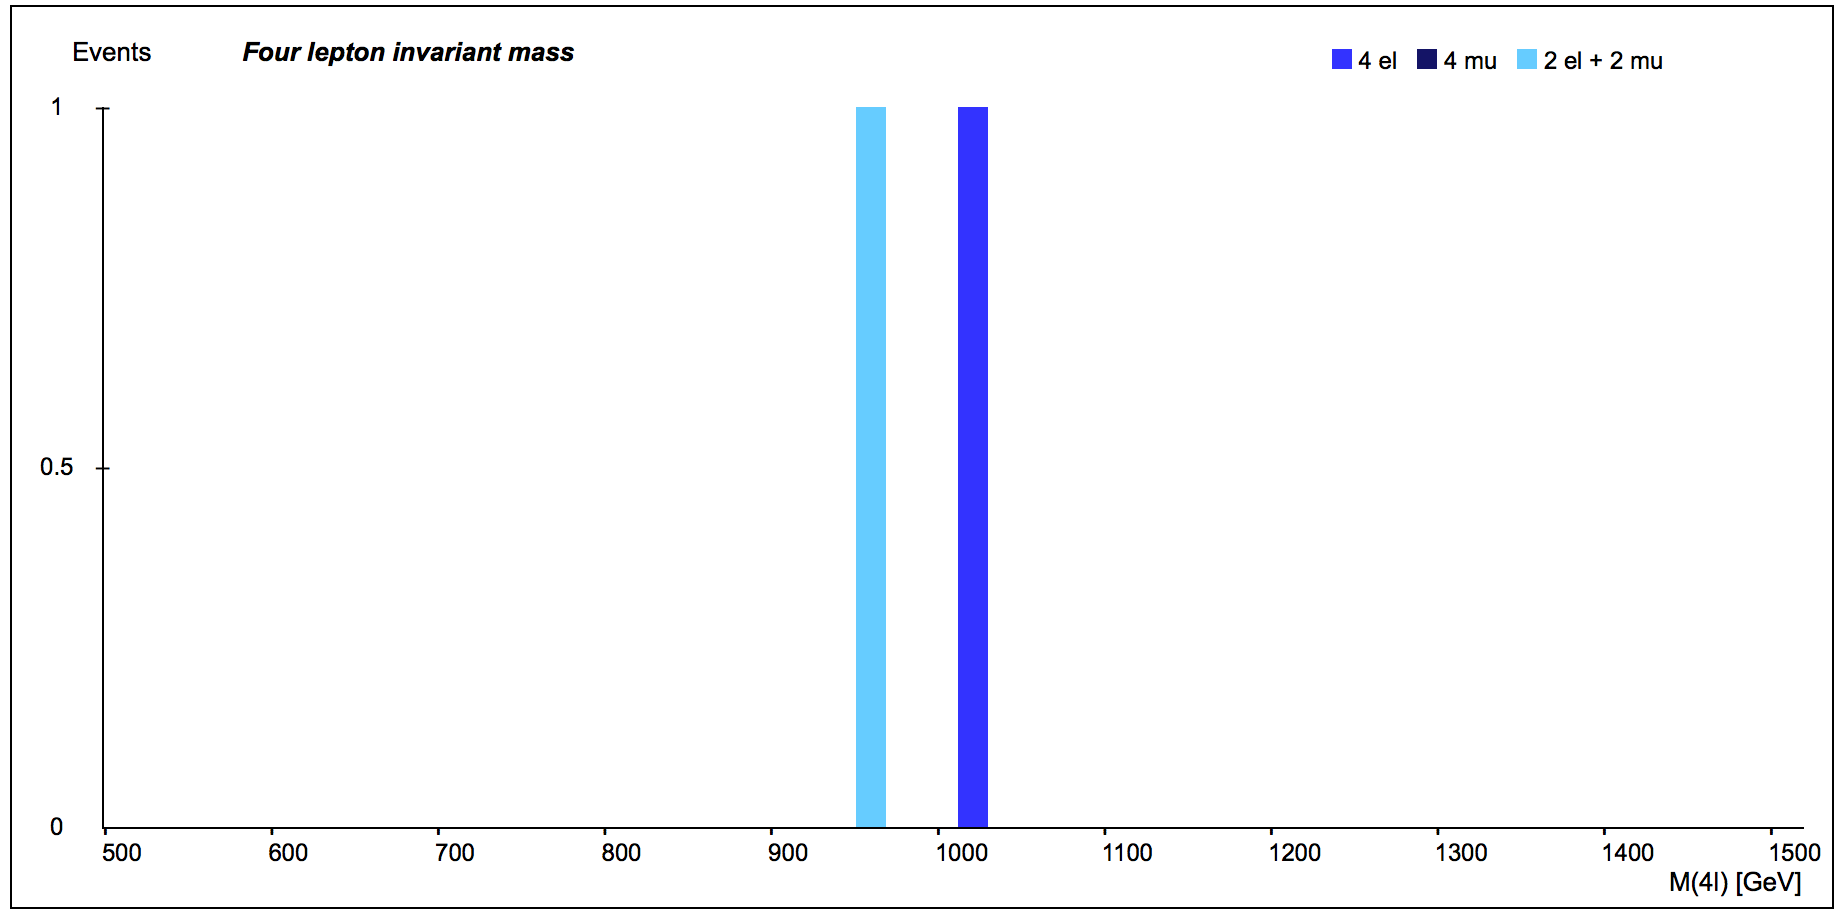 Events
Four lepton invariant mass
4 el
4 mu
2 el + 2 mu
1
0.5
0
500 600 700 800 900 1000 1100 1200 1300 1400 1500
M(4l) [GeV]